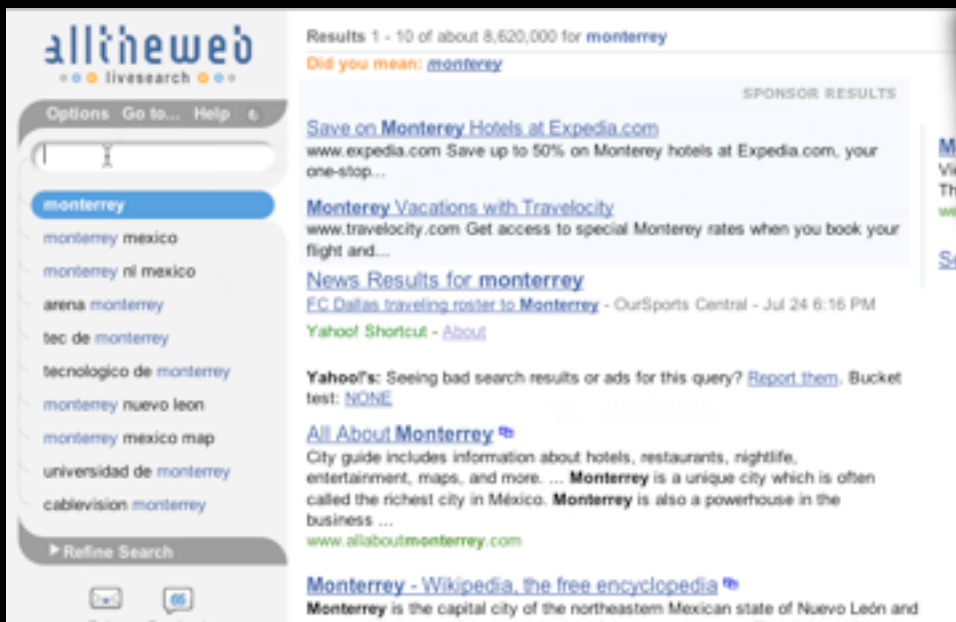 alltheweb
livesearch
Options Go to... Help
monterrey
monterrey mexico
monterrey nl mexico
arena monterrey
tec de monterrey
tecnologico de monterrey
monterrey nuevo leon
monterrey mexico map
universidad de monterrey
cablevision monterrey
Refine Search
65
Results 1 - 10 of about 8,620,000 for monterrey
Did you mean: monterey
SPONSOR RESULTS
Save on Monterey Hotels at Expedia.com
www.expedia.com Save up to 50% on Monterey hotels at Expedia.com, your
one-stop...
Monterey Vacations with Travelocity
www.travelocity.com Get access to special Monterey rates when you book your
flight and...
News Results for monterrey
FC Dallas traveling roster to Monterrey - OurSports Central - Jul 24 6:16 PM
Yahoo! Shortcut - About
Yahoo!'s: Seeing bad search results or ads for this query? Report them. Bucket
test: NONE
All About Monterrey
City guide includes information about hotels, restaurants, nightlife,
entertainment, maps, and more. ... Monterrey is a unique city which is often
called the richest city in México. Monterrey is also a powerhouse in the
business ...
www.allaboutmonterrey.com
Monterrey - Wikipedia, the free encyclopedia
Monterrey is the capital city of the northeastern Mexican state of Nuevo León and